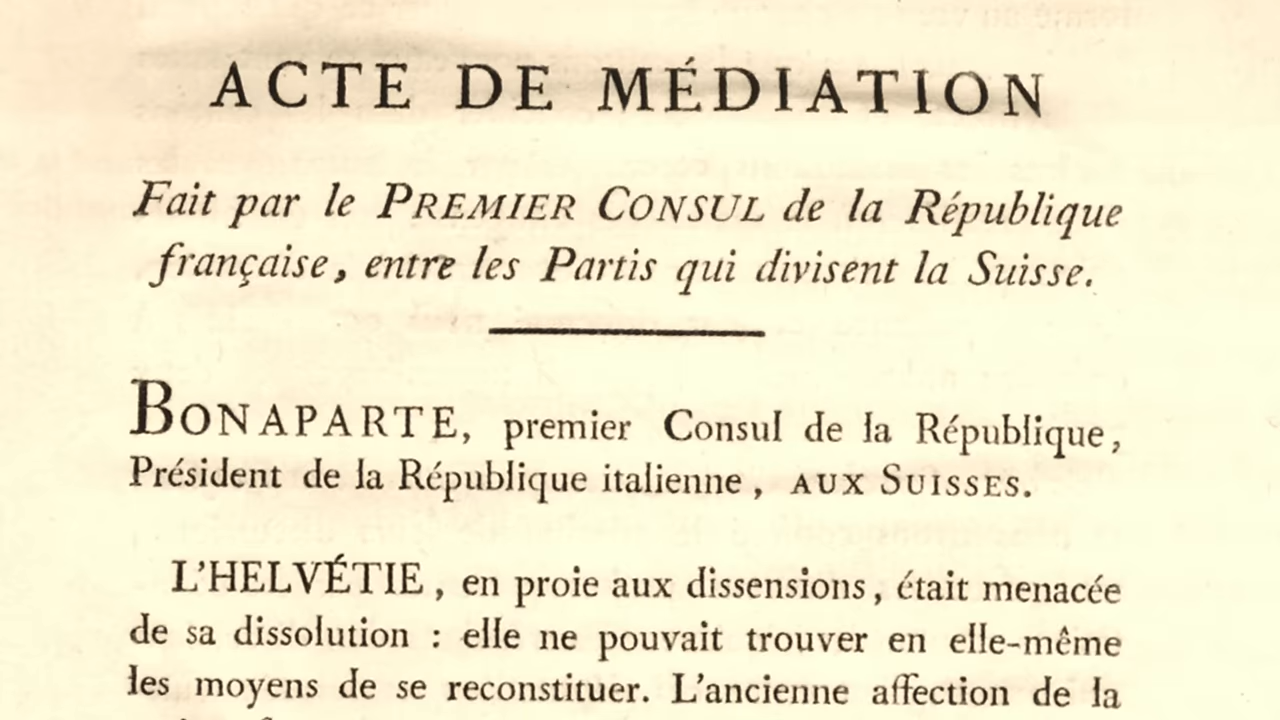 ACTE DE MÉDIATION
Fait par le PREMIER CONSUL de la République
française, entre les Partis qui divisent la Suisse.
BONAPARTE, premier Consul de la République,
Président de la République italienne, AUX SUISSES.
L'HELVÉTIE, en proie aux dissensions, était menacée
de sa dissolution : elle ne pouvait trouver en elle-même
les moyens de se reconstituer. L'ancienne affection de la